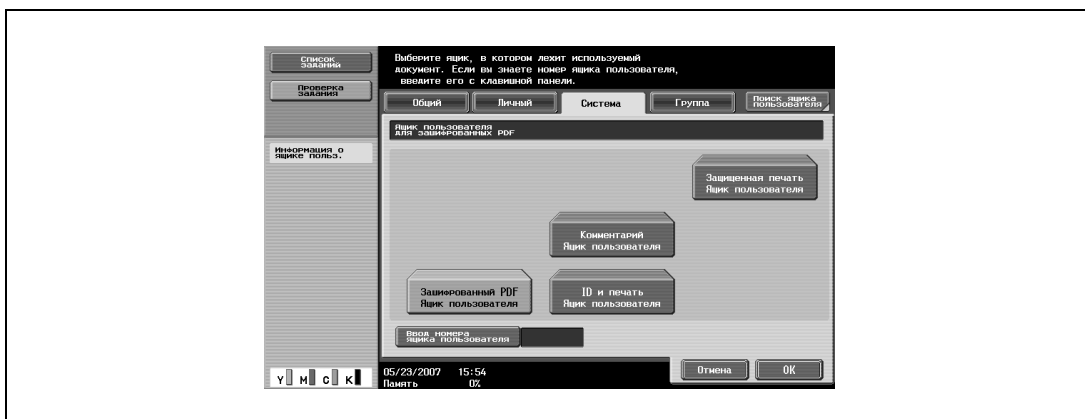 Список
заданий
Проверка
задания
Информация о
ящике польз.
Выберите ящик, в котором лежит используемый
документ. Если вы знаете номер ящика пользователя,
введите его с клавишной панели.
Общий
Личный
Система
Группа
Поиск ящика
пользователя
Ящик пользователя
для зашифрованных PDF
Защищенная печать
Ящик пользователя
Комментарий
Ящик пользователя
Зашифрованный PDF
Ящик пользователя
ID и печать
Ящик пользователя
Ввод номера
ящика пользователя
Y M C K
05/23/2007 15:54
Память 0%
Отмена
OK